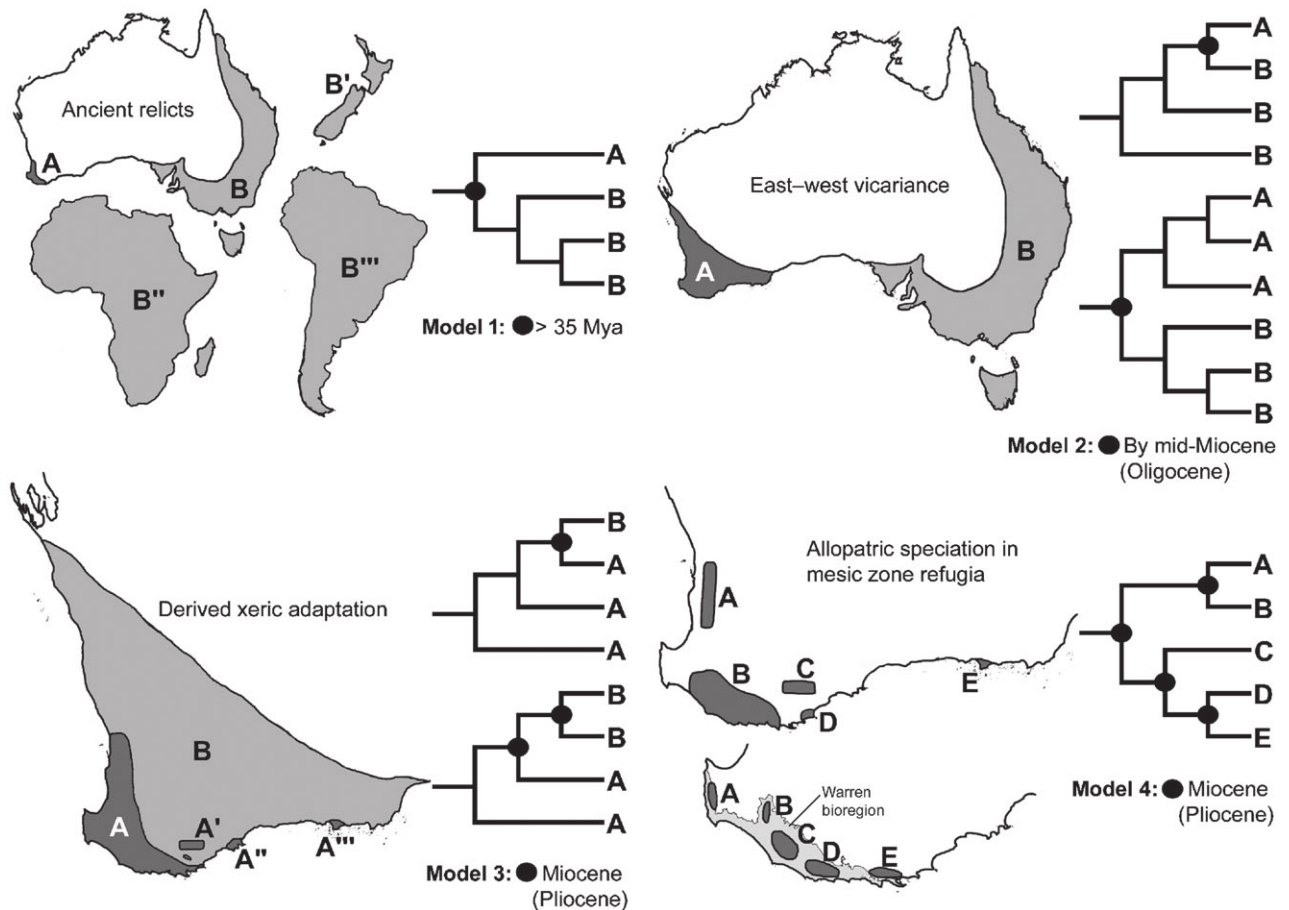 Ancient relicts
A
B
B'
B''
B'''
A
B
B
B
Model 1: ● > 35 Mya
East–west vicariance
A
B
A
B
B
B
A
A
A
B
B
B
Model 2: ● By mid-Miocene
(Oligocene)
Derived xeric adaptation
B
A
A'
A''
A'''
B
A
A
A
B
B
A
A
Model 3: ● Miocene
(Pliocene)
Allopatric speciation in
mesic zone refugia
A
B
C
D
E
A
B
C
D
E
Warren
bioregion
A
B
C
D
E
Model 4: ● Miocene
(Pliocene)